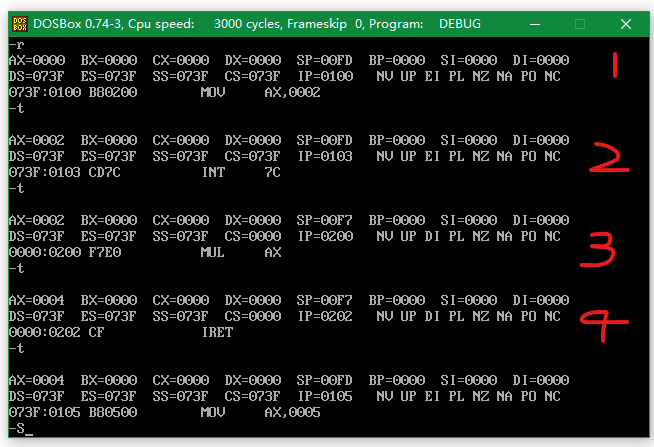 DOSBox 0.74-3, Cpu speed: 3000 cycles, Frameskip 0, Program: DEBUG
-r
AX=0000 BX=0000 CX=0000 DX=0000 SP=00FD BP=0000 SI=0000 DI=0000
DS=073F ES=073F SS=073F CS=073F IP=0100 NV UP EI PL NZ NA PO NC
073F:0100 B80200 MOV AX,0002
-t
1
AX=0002 BX=0000 CX=0000 DX=0000 SP=00FD BP=0000 SI=0000 DI=0000
DS=073F ES=073F SS=073F CS=073F IP=0103 NV UP EI PL NZ NA PO NC
073F:0103 CD7C INT 7C
-t
2
AX=0002 BX=0000 CX=0000 DX=0000 SP=00F7 BP=0000 SI=0000 DI=0000
DS=073F ES=073F SS=073F CS=0000 IP=0200 NV UP DI PL NZ NA PO NC
0000:0200 F7E0 MUL AX
-t
3
AX=0004 BX=0000 CX=0000 DX=0000 SP=00F7 BP=0000 SI=0000 DI=0000
DS=073F ES=073F SS=073F CS=0000 IP=0202 NV UP DI PL NZ NA PO NC
0000:0202 CF IRET
-t
4
AX=0004 BX=0000 CX=0000 DX=0000 SP=00FD BP=0000 SI=0000 DI=0000
DS=073F ES=073F SS=073F CS=073F IP=0105 NV UP EI PL NZ NA PO NC
073F:0105 B80500 MOV AX,0005
-S_